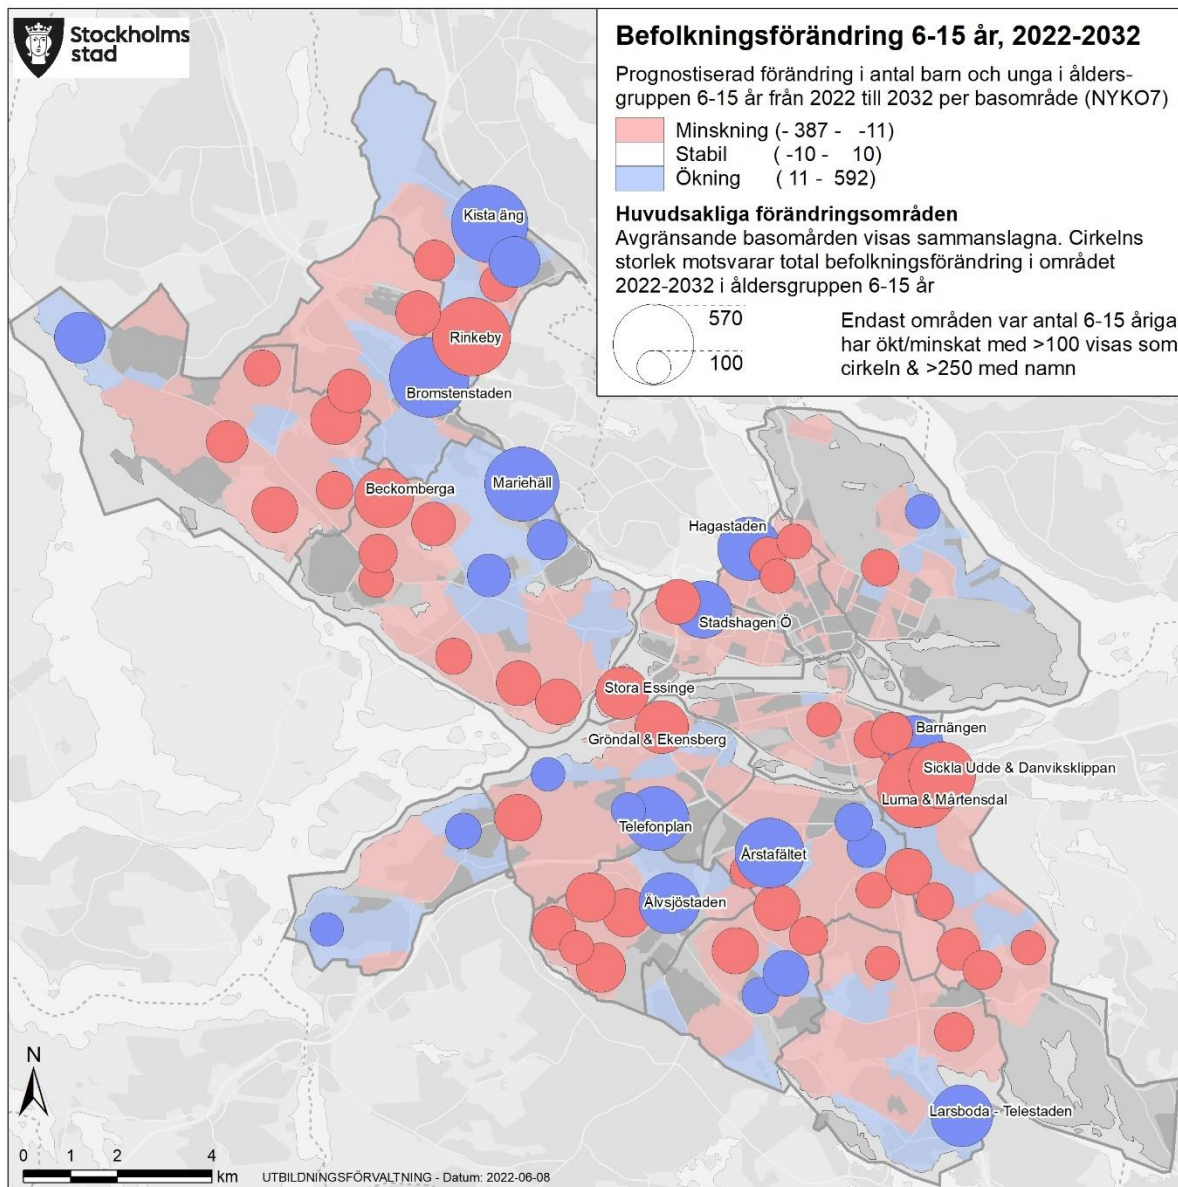 Stockholms
stad
Befolkningsförändring 6-15 år, 2022-2032
Prognostiserad förändring i antal barn och unga i ålders-
gruppen 6-15 år från 2022 till 2032 per basområde (NYKO7)
Minskning (- 387 - -11)
Stabil (-10 - 10)
Ökning ( 11 - 592)
Huvudsakliga förändringsområden
Avgränsande basomården visas sammanslagna. Cirkelns
storlek motsvarar total befolkningsförändring i området
2022-2032 i åldersgruppen 6-15 år
570
100
Endast områden var antal 6-15 åriga
har ökt/minskat med >100 visas som
cirkeln & >250 med namn
Kista äng
Rinkeby
Bromstenstaden
Beckomberga
Mariehäll
Hagastaden
Stadshagen Ö
Stora Essinge
Gröndal & Ekensberg
Barnängen
Sickla Udde & Danviksklippan
Luma & Mårtensdal
Telefonplan
Årstafältet
Älvsjöstaden
Larsboda - Telestaden
N
0 1 2 4
km
UTBILDNINGSFÖRVALTNING - Datum: 2022-06-08